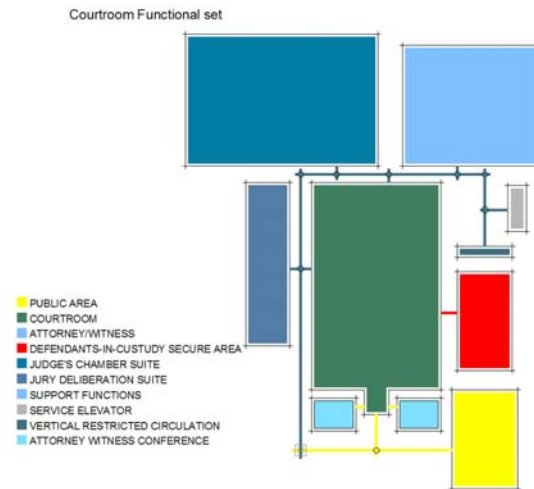 Courtroom Functional set
PUBLIC AREA
COURTROOM
ATTORNEY/WITNESS
DEFENDANTS-IN-CUSTUDY SECURE AREA
JUDGE'S CHAMBER SUITE
JURY DELIBERATION SUITE
SUPPORT FUNCTIONS
SERVICE ELEVATOR
VERTICAL RESTRICTED CIRCULATION
ATTORNEY WITNESS CONFERENCE